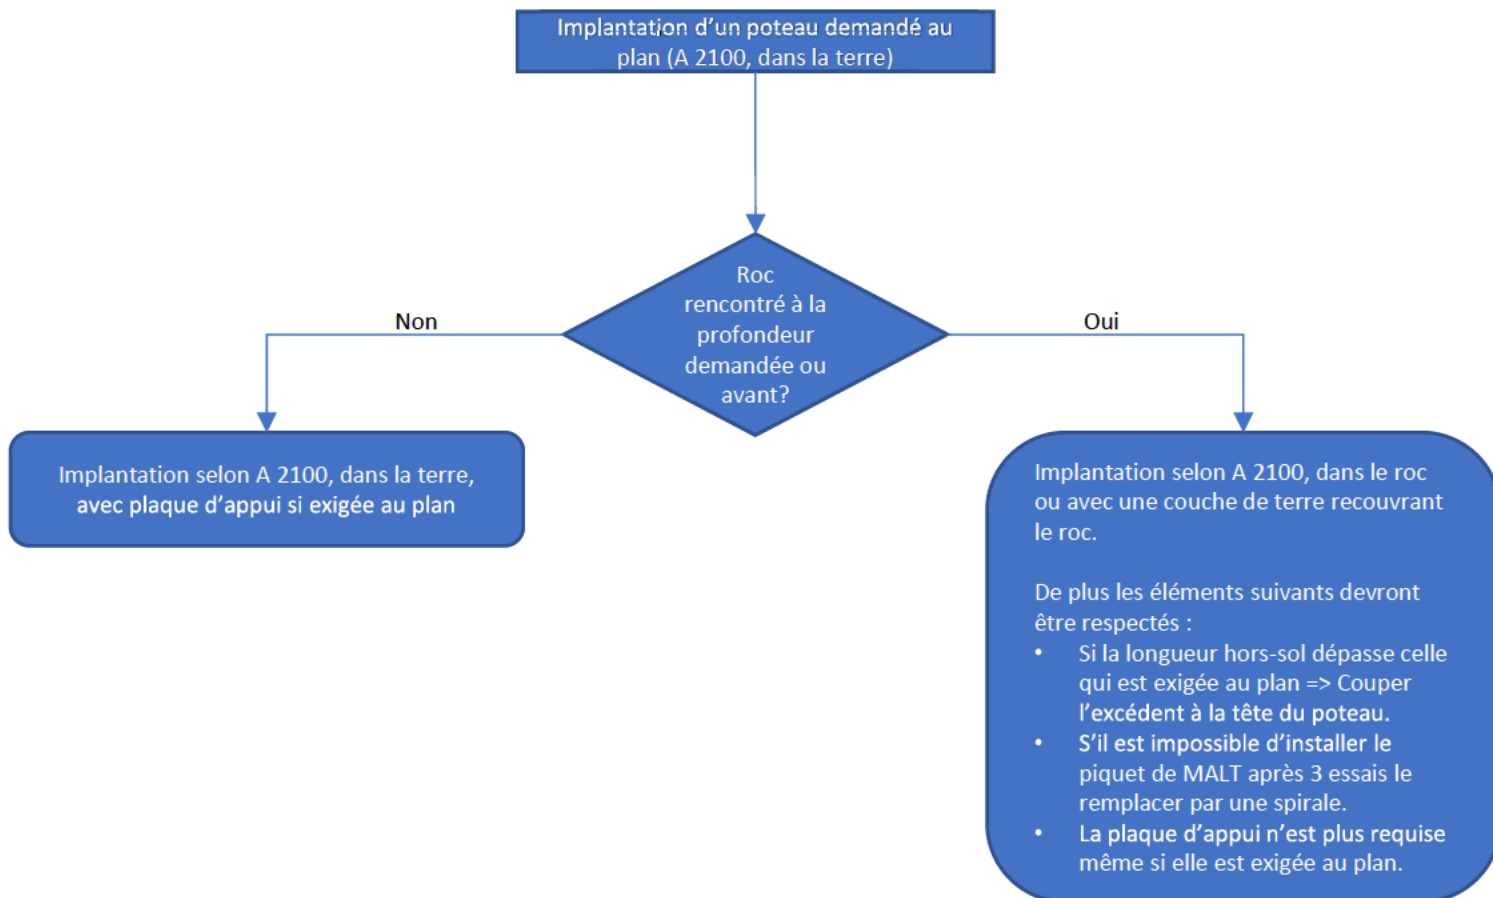 Implantation d'un poteau demandé au
plan (A 2100, dans la terre)
Roc
rencontré à la
profondeur
demandée ou
avant?
Non
Oui
Implantation selon A 2100, dans la terre,
avec plaque d'appui si exigée au plan
Implantation selon A 2100, dans le roc
ou avec une couche de terre recouvrant
le roc.
De plus les éléments suivants devront
être respectés :
• Si la longueur hors-sol dépasse celle
qui est exigée au plan => Couper
l'excédent à la tête du poteau.
• S'il est impossible d'installer le
piquet de MALT après 3 essais le
remplacer par une spirale.
• La plaque d'appui n'est plus requise
même si elle est exigée au plan.